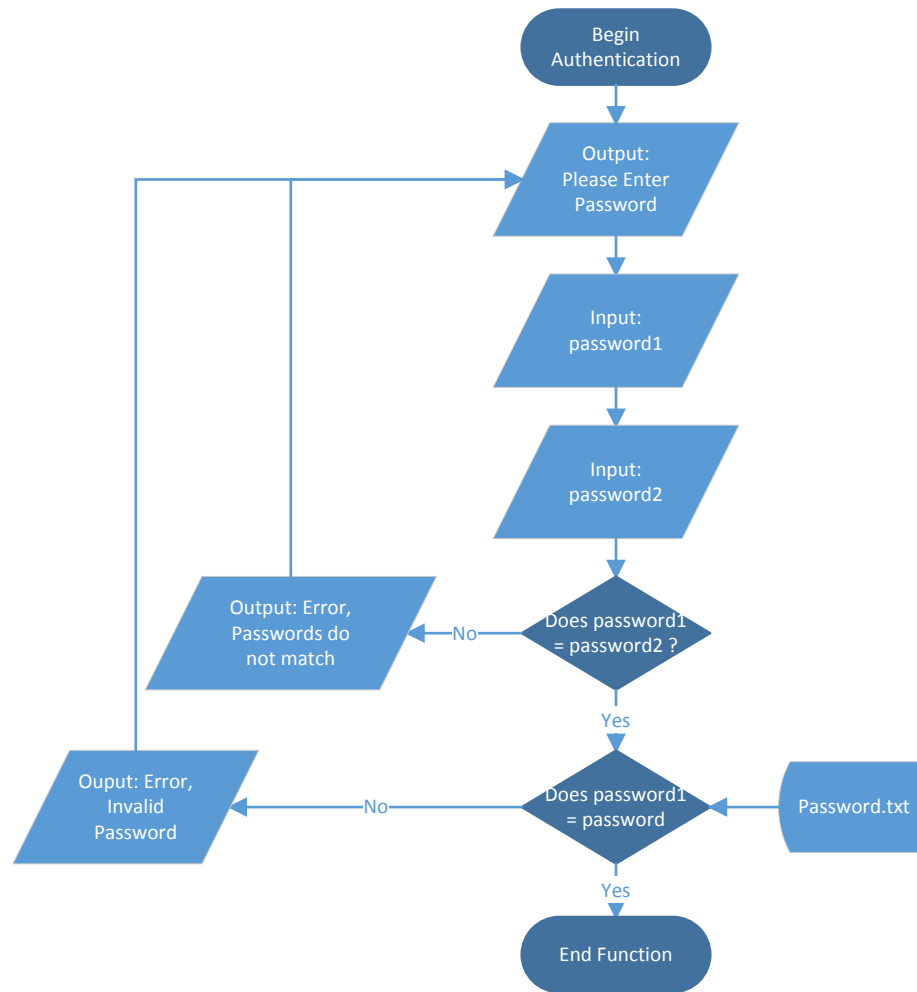 Begin
Authentication
Output:
Please Enter
Password
Input:
password1
Input:
password2
Output: Error,
Passwords do
not match
No
Does password1
= password2 ?
Yes
Ouput: Error,
Invalid
Password
No
Does password1
= password
Password.txt
Yes
End Function